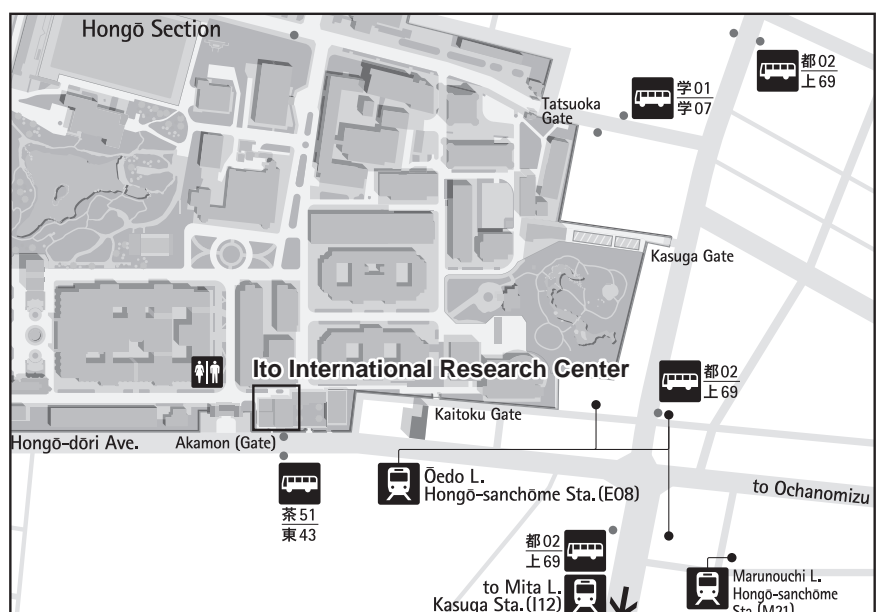 Hongō Section
都02
上69
学01
学07
Tatsuoka
Gate
Kasuga Gate
Ito International Research Center
都02
上69
Kaitoku Gate
Hongō-dōri Ave.
Akamon (Gate)
Ōedo L.
Hongō-sanchōme Sta.(E08)
to Ochanomizu
茶51
東43
都02
上69
to Mita L.
Kasuga Sta.(I12)
Marunouchi L.
Hongō-sanchōme
Sta.(M21)